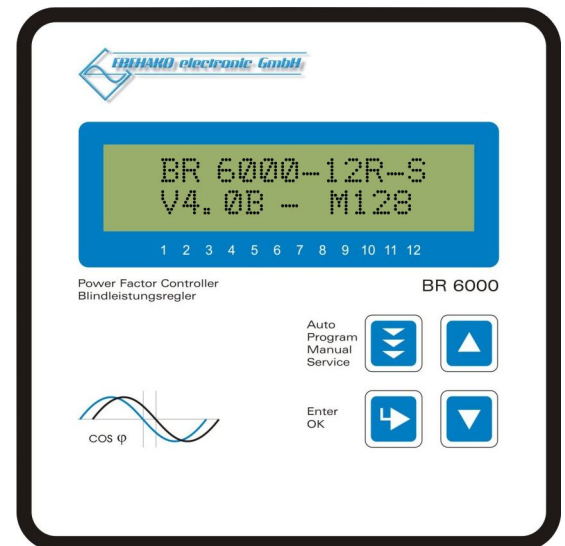 FREHAKO electronic GmbH
BR 6000-12R-S
V4.0B - M128
1 2 3 4 5 6 7 8 9 10 11 12
Power Factor Controller
Blindleistungsregler
BR 6000
Auto
Program
Manual
Service
Enter
OK
cos φ